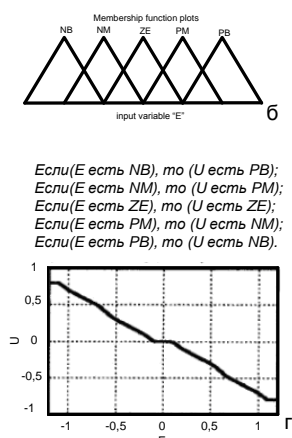 Membership function plots
NB NM ZE PM PB
input variable "E"
б
Если(E есть NB), то (U есть PB);
Если(E есть NM), то (U есть PM);
Если(E есть ZE), то (U есть ZE);
Если(E есть PM), то (U есть NM);
Если(E есть PB), то (U есть NB).
1
0,5
U
0
-0,5
-1
-1 -0,5 0 0,5 1
Г